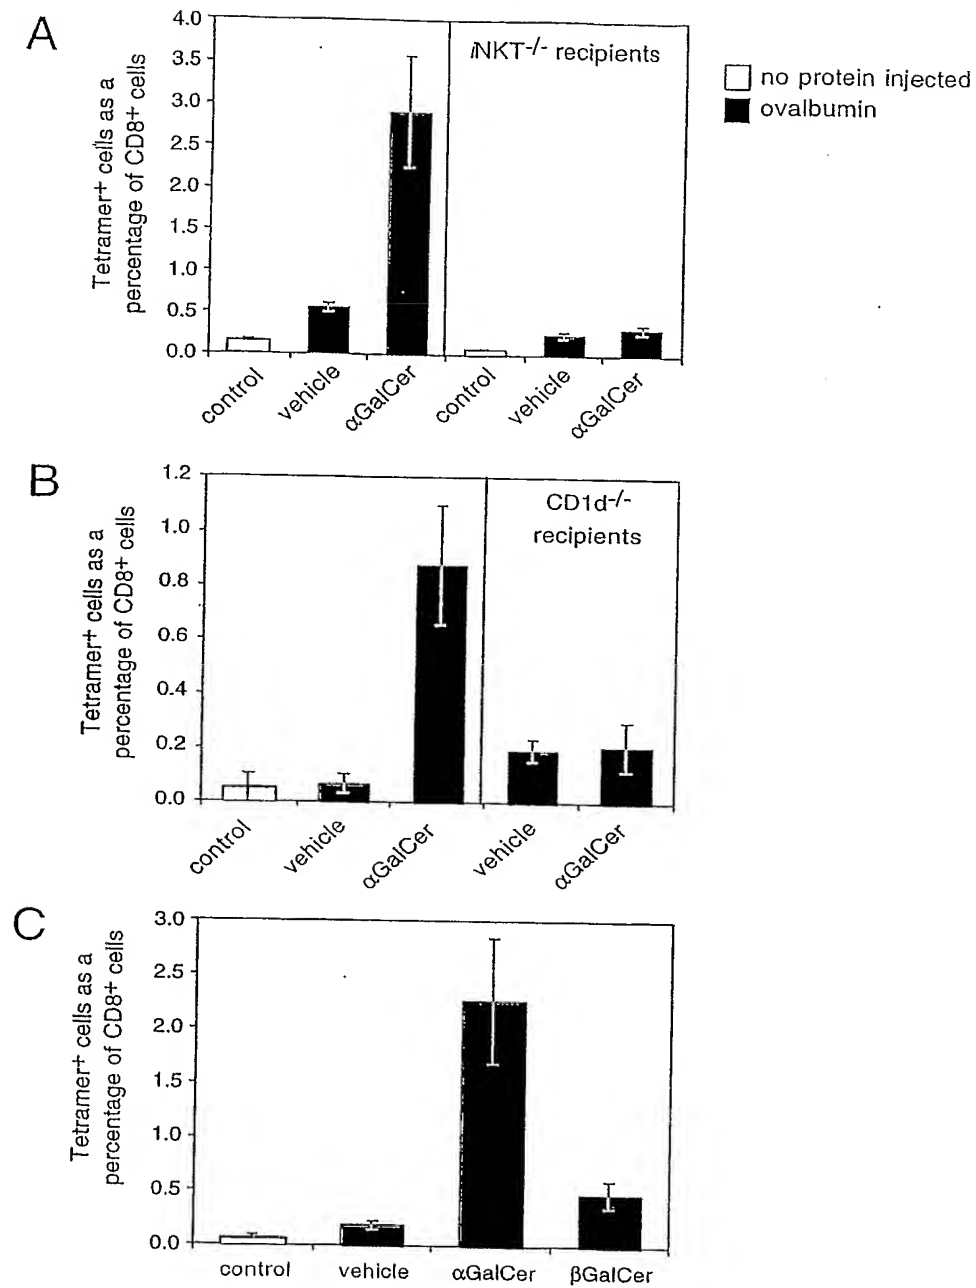 A
Tetramer+ cells as a
percentage of CD8+ cells
4.0
3.5
3.0
2.5
2.0
1.5
1.0
0.5
0.0
iNKT-/- recipients
no protein injected
ovalbumin
control
vehicle
αGalCer
control
vehicle
αGalCer
B
Tetramer+ cells as a
percentage of CD8+ cells
1.2
1.0
0.8
0.6
0.4
0.2
0.0
CD1d-/-
recipients
control
vehicle
αGalCer
vehicle
αGalCer
C
Tetramer+ cells as a
percentage of CD8+ cells
3.0
2.5
2.0
1.5
1.0
0.5
0.0
control vehicle αGalCer βGalCer